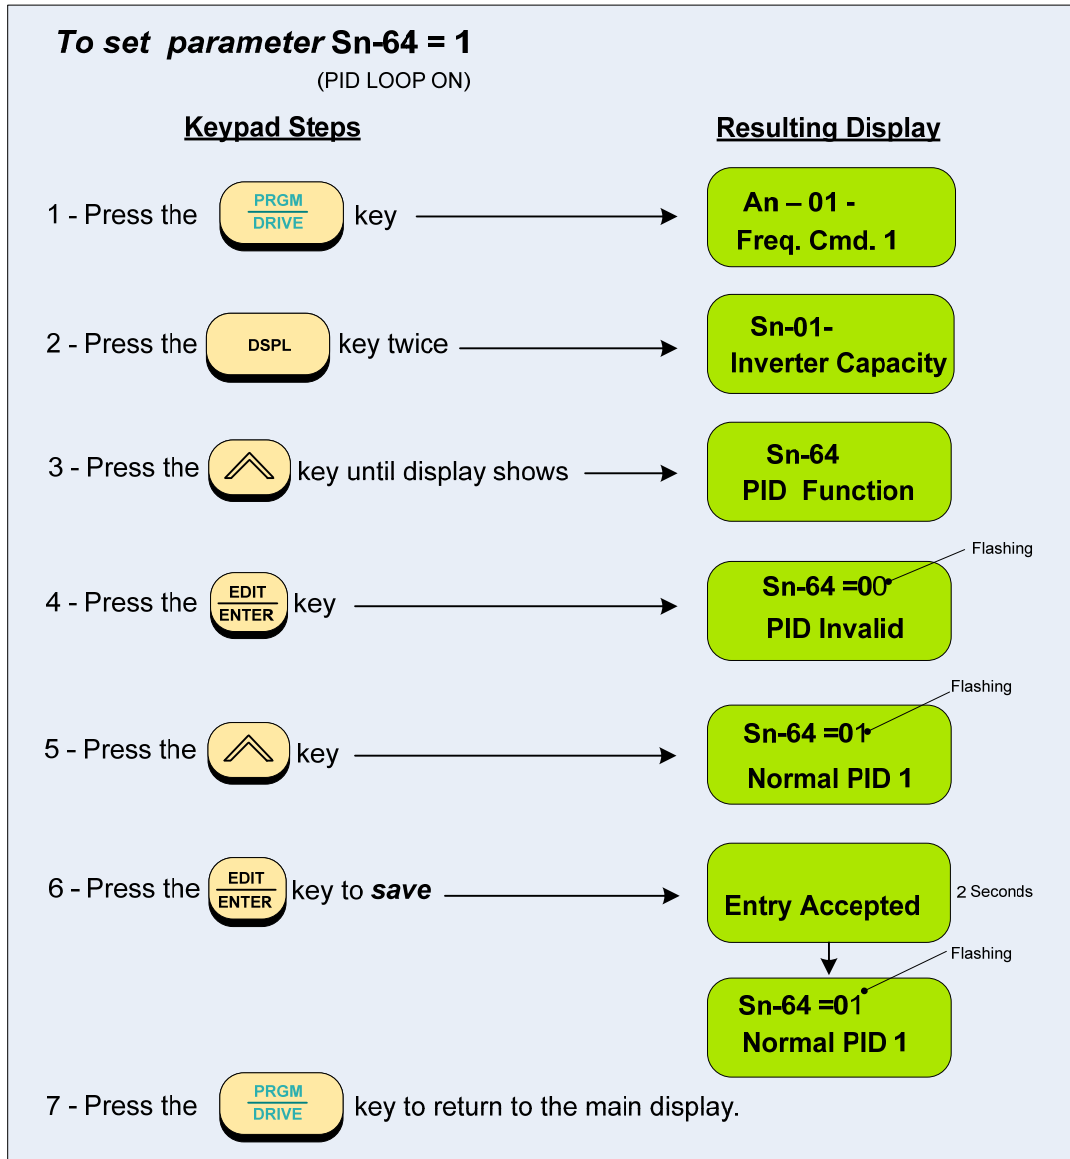 To set parameter Sn-64 = 1
(PID LOOP ON)
Keypad Steps
Resulting Display
1 - Press the PRGM DRIVE key
An – 01 -
Freq. Cmd. 1
2 - Press the DSPL key twice
Sn-01-
Inverter Capacity
3 - Press the key until display shows
Sn-64
PID Function
Flashing
4 - Press the EDIT ENTER key
Sn-64 =00
PID Invalid
Flashing
5 - Press the key
Sn-64 =01
Normal PID 1
6 - Press the EDIT ENTER key to save
Entry Accepted
2 Seconds
Flashing
Sn-64 =01
Normal PID 1
7 - Press the PRGM DRIVE key to return to the main display.